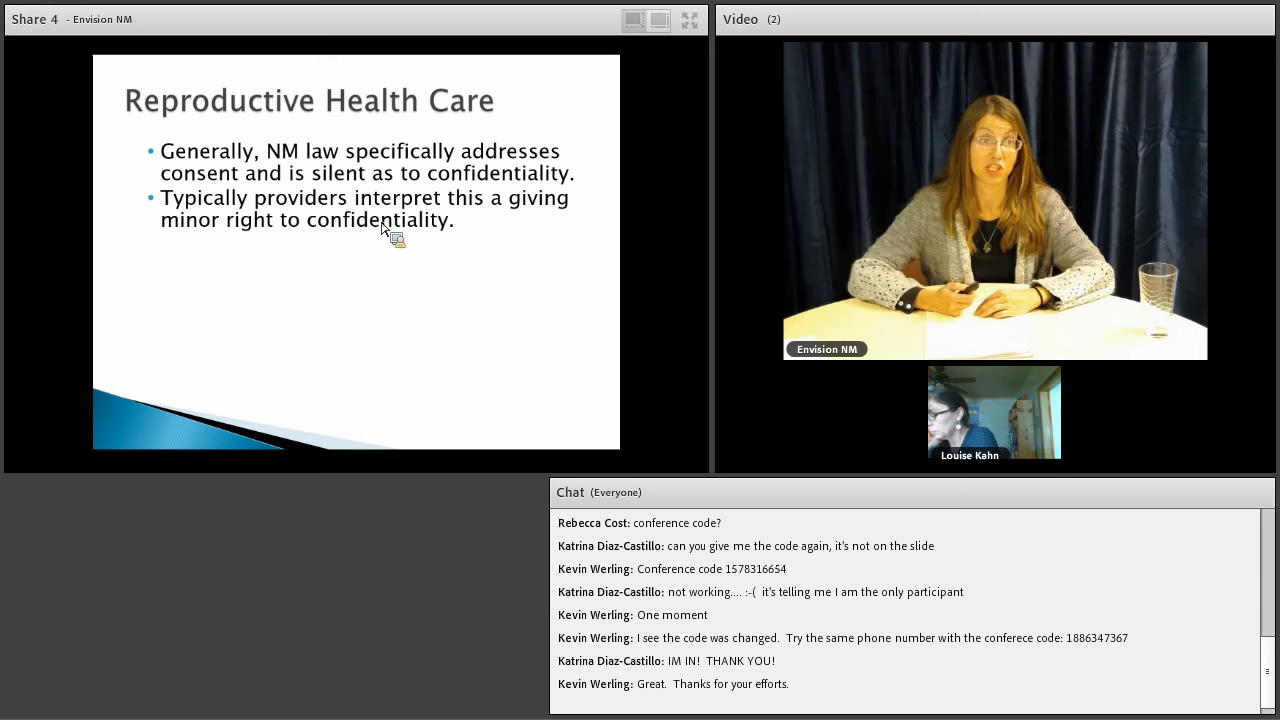 Share 4 - Envision NM
Reproductive Health Care
• Generally, NM law specifically addresses
consent and is silent as to confidentiality.
• Typically providers interpret this a giving
minor right to confidentiality.
Video (2)
Envision NM
Louise Kahn
Chat (Everyone)
Rebecca Cost: conference code?
Katrina Diaz-Castillo: can you give me the code again, it's not on the slide
Kevin Werling: Conference code 1578316654
Katrina Diaz-Castillo: not working.... :-( it's telling me I am the only participant
Kevin Werling: One moment
Kevin Werling: I see the code was changed. Try the same phone number with the conferece code: 1886347367
Katrina Diaz-Castillo: IM IN! THANK YOU!
Kevin Werling: Great. Thanks for your efforts.